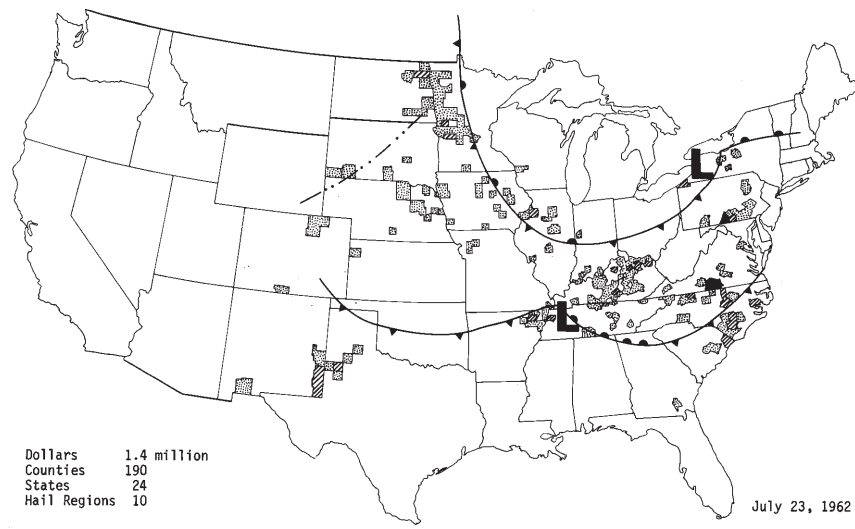 L
L
Dollars 1.4 million
Counties 190
States 24
Hail Regions 10
July 23, 1962